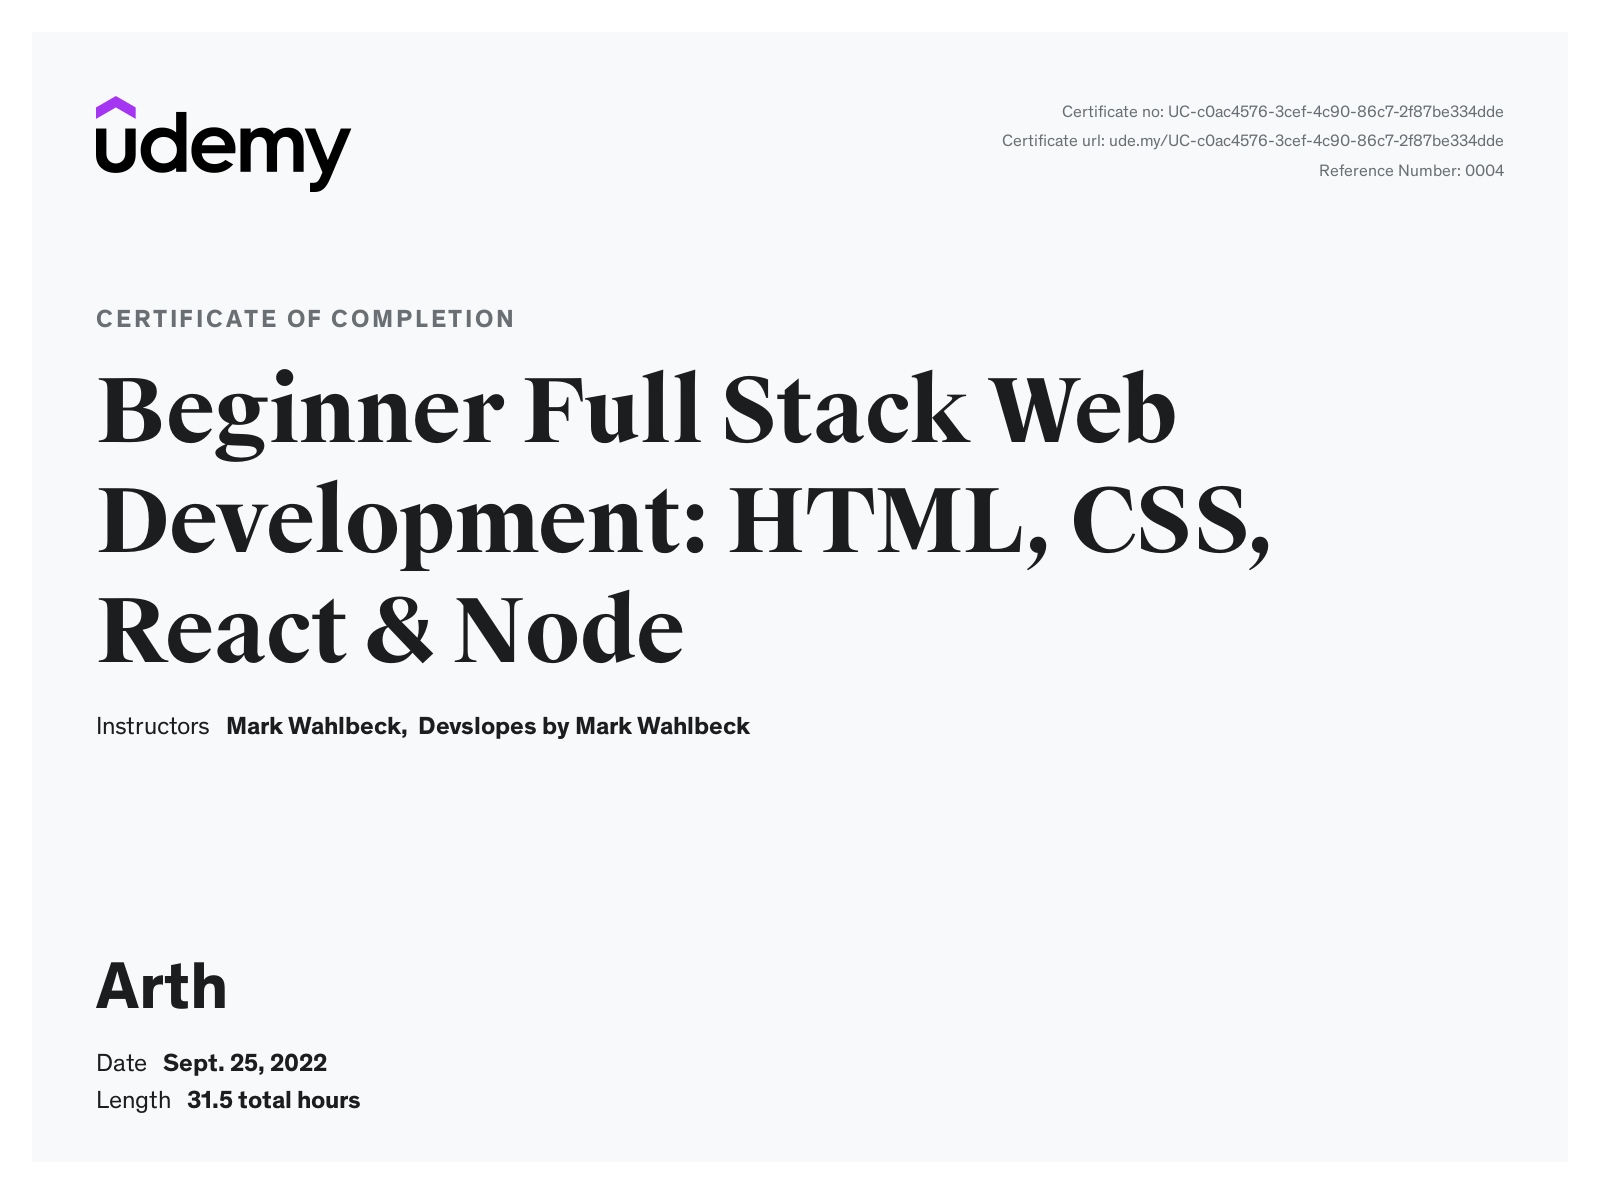 udemy
Certificate no: UC-c0ac4576-3cef-4c90-86c7-2f87be334dde
Certificate url: ude.my/UC-c0ac4576-3cef-4c90-86c7-2f87be334dde
Reference Number: 0004
CERTIFICATE OF COMPLETION
Beginner Full Stack Web
Development: HTML, CSS,
React & Node
Instructors Mark Wahlbeck, Devslopes by Mark Wahlbeck
Arth
Date Sept. 25, 2022
Length 31.5 total hours